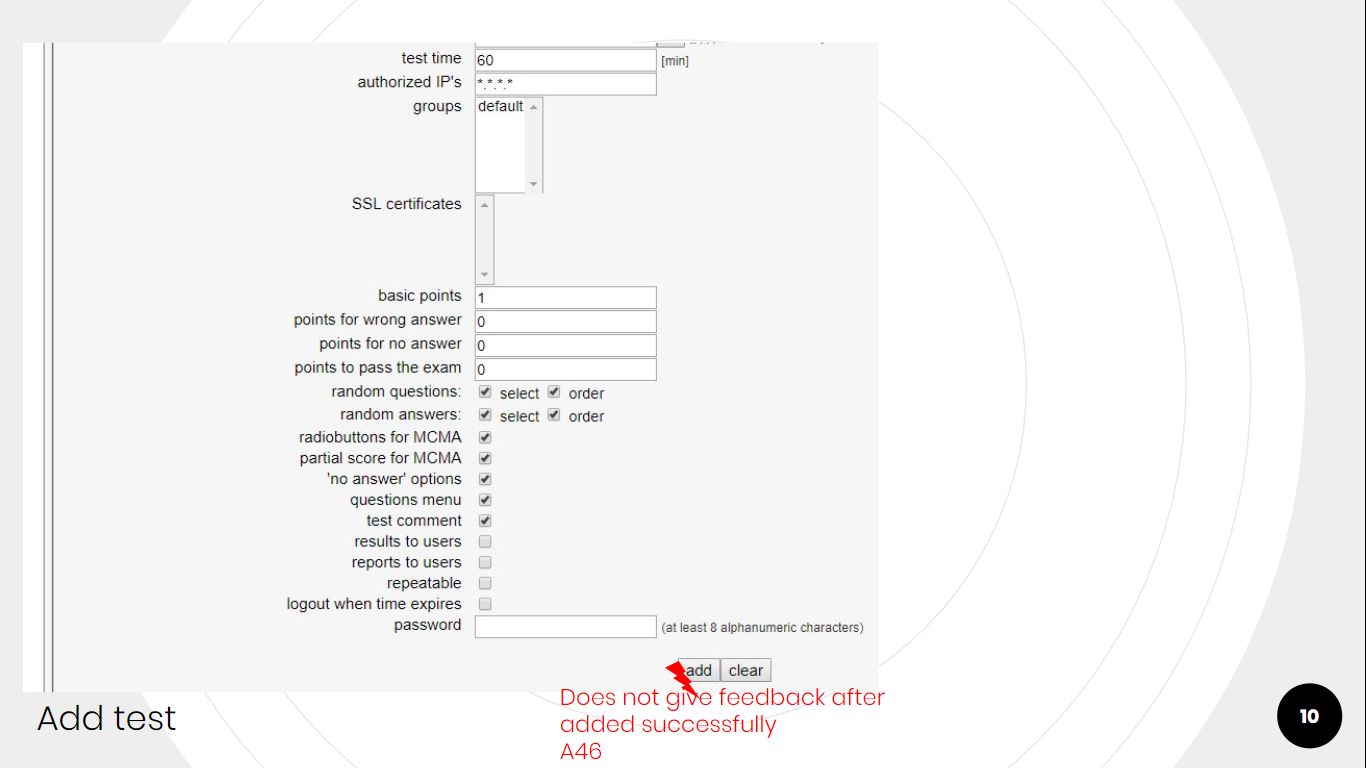 test time 60 [min]
authorized IP's *.*.*.*
groups default
SSL certificates
basic points 1
points for wrong answer 0
points for no answer 0
points to pass the exam 0
random questions: select order
random answers: select order
radiobuttons for MCMA
partial score for MCMA
'no answer' options
questions menu
test comment
results to users
reports to users
repeatable
logout when time expires
password (at least 8 alphanumeric characters)
add clear
Does not give feedback after
added successfully
A46
Add test
10